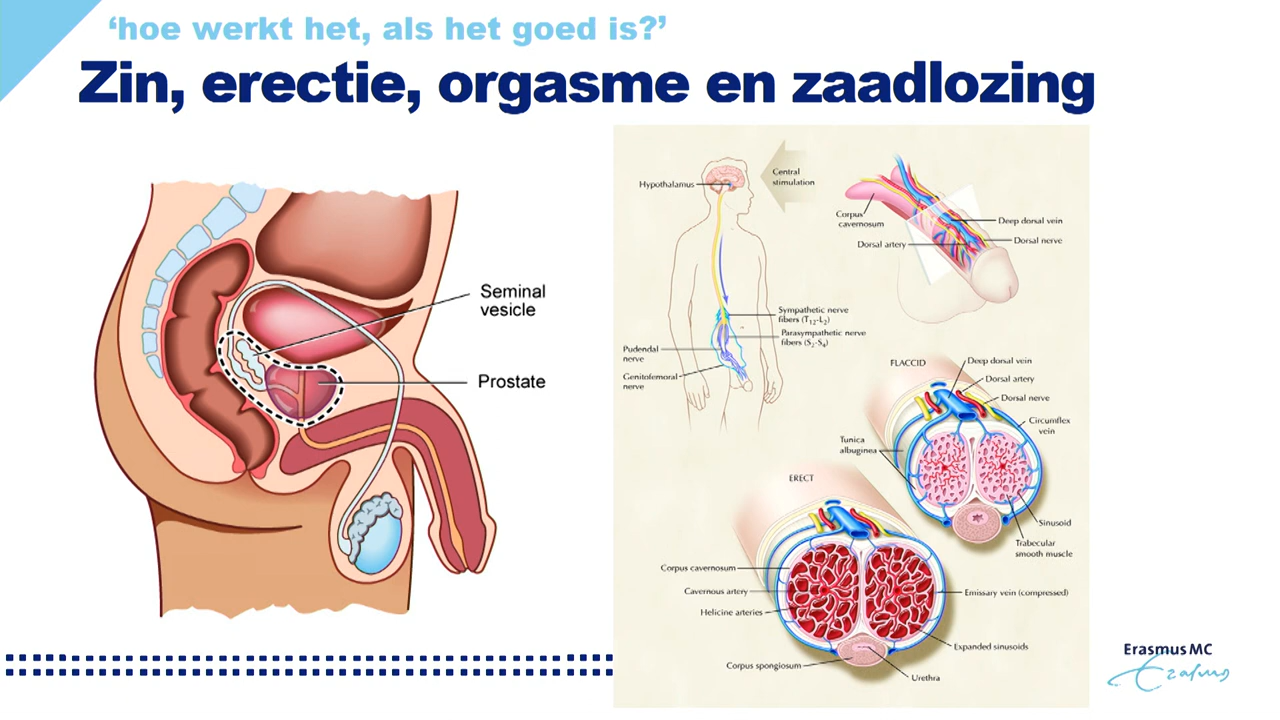 ‘hoe werkt het, als het goed is?’
Zin, erectie, orgasme en zaadlozing
Seminal
vesicle
Prostate
Hypothalamus
Central
stimulation
Sympathetic nerve
fibers (T12-L2)
Parasympathetic nerve
fibers (S2-S4)
Pudendal
nerve
Genitofemoral
nerve
Corpus
cavernosum
Deep dorsal vein
Dorsal artery
Dorsal nerve
FLACCID
Deep dorsal vein
Dorsal artery
Dorsal nerve
Circumflex
vein
Tunica
albuginea
Sinusoid
Trabecular
smooth muscle
ERECT
Corpus cavernosum
Cavernous artery
Helicine arteries
Emissary vein (compressed)
Expanded sinusoids
Corpus spongiosum
Urethra
Erasmus MC
Erasmus